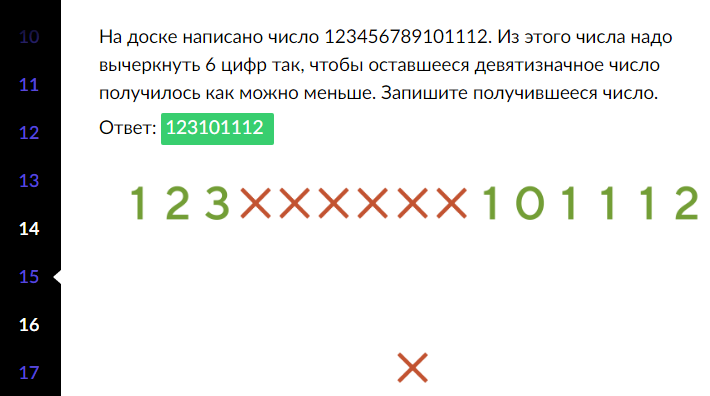 10
11
12
13
14
15
16
17
На доске написано число 123456789101112. Из этого числа надо
вычеркнуть 6 цифр так, чтобы оставшееся девятизначное число
получилось как можно меньше. Запишите получившееся число.
Ответ: 123101112
1 2 3 × × × × × × 1 0 1 1 1 2
×